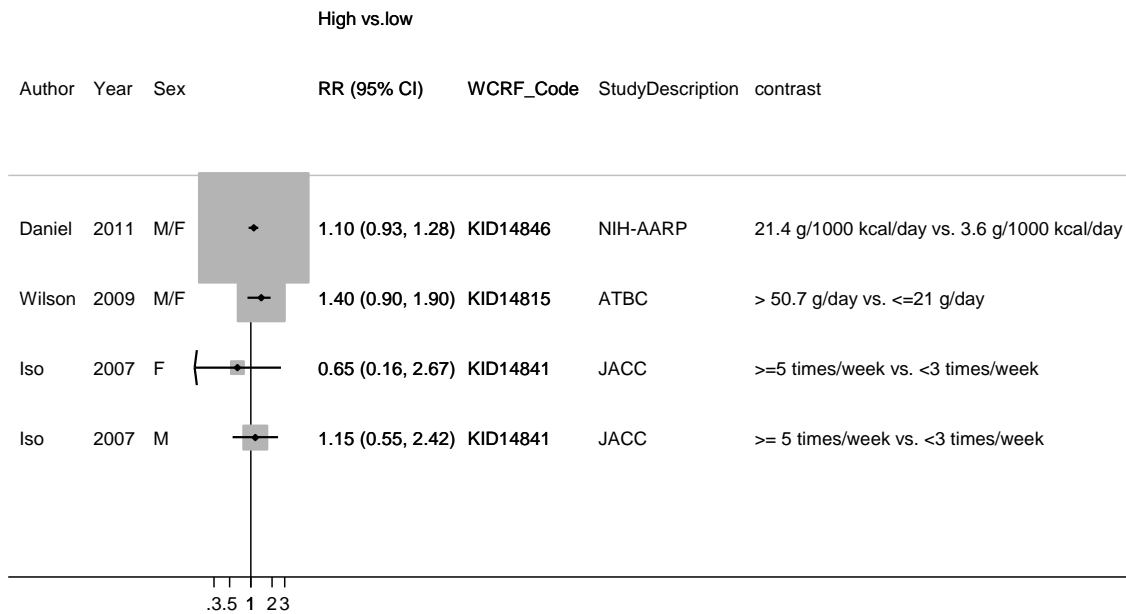 High vs.low
Author Year Sex RR (95% CI) WCRF_Code StudyDescription contrast
Daniel 2011 M/F 1.10 (0.93, 1.28) KID14846 NIH-AARP 21.4 g/1000 kcal/day vs. 3.6 g/1000 kcal/day
Wilson 2009 M/F 1.40 (0.90, 1.90) KID14815 ATBC > 50.7 g/day vs. <=21 g/day
Iso 2007 F 0.65 (0.16, 2.67) KID14841 JACC >=5 times/week vs. <3 times/week
Iso 2007 M 1.15 (0.55, 2.42) KID14841 JACC >= 5 times/week vs. <3 times/week
.3 .5 1 2 3